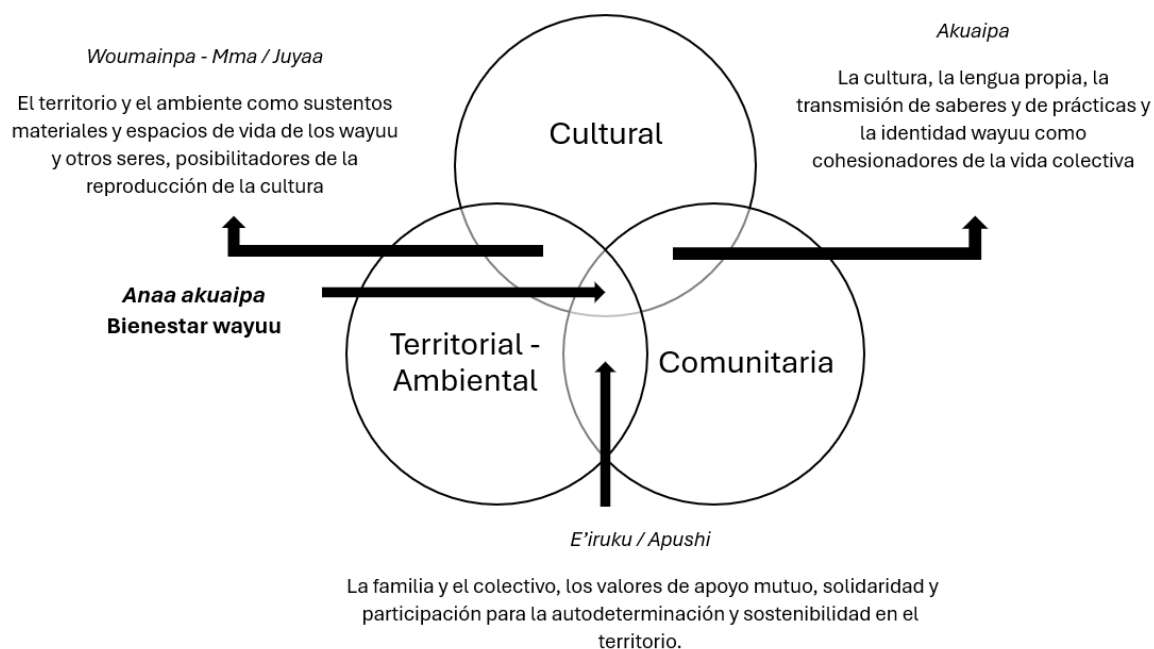 Woumainpa - Mma / Juyaa
El territorio y el ambiente como sustentos
materiales y espacios de vida de los wayuu
y otros seres, posibilitadores de la
reproducción de la cultura
Akuaipa
La cultura, la lengua propia, la
transmisión de saberes y de prácticas y
la identidad wayuu como
cohesionadores de la vida colectiva
Cultural
Anaa akuaipa
Bienestar wayuu
Territorial -
Ambiental
Comunitaria
E’iruku / Apushi
La familia y el colectivo, los valores de apoyo mutuo, solidaridad y
participación para la autodeterminación y sostenibilidad en el
territorio.